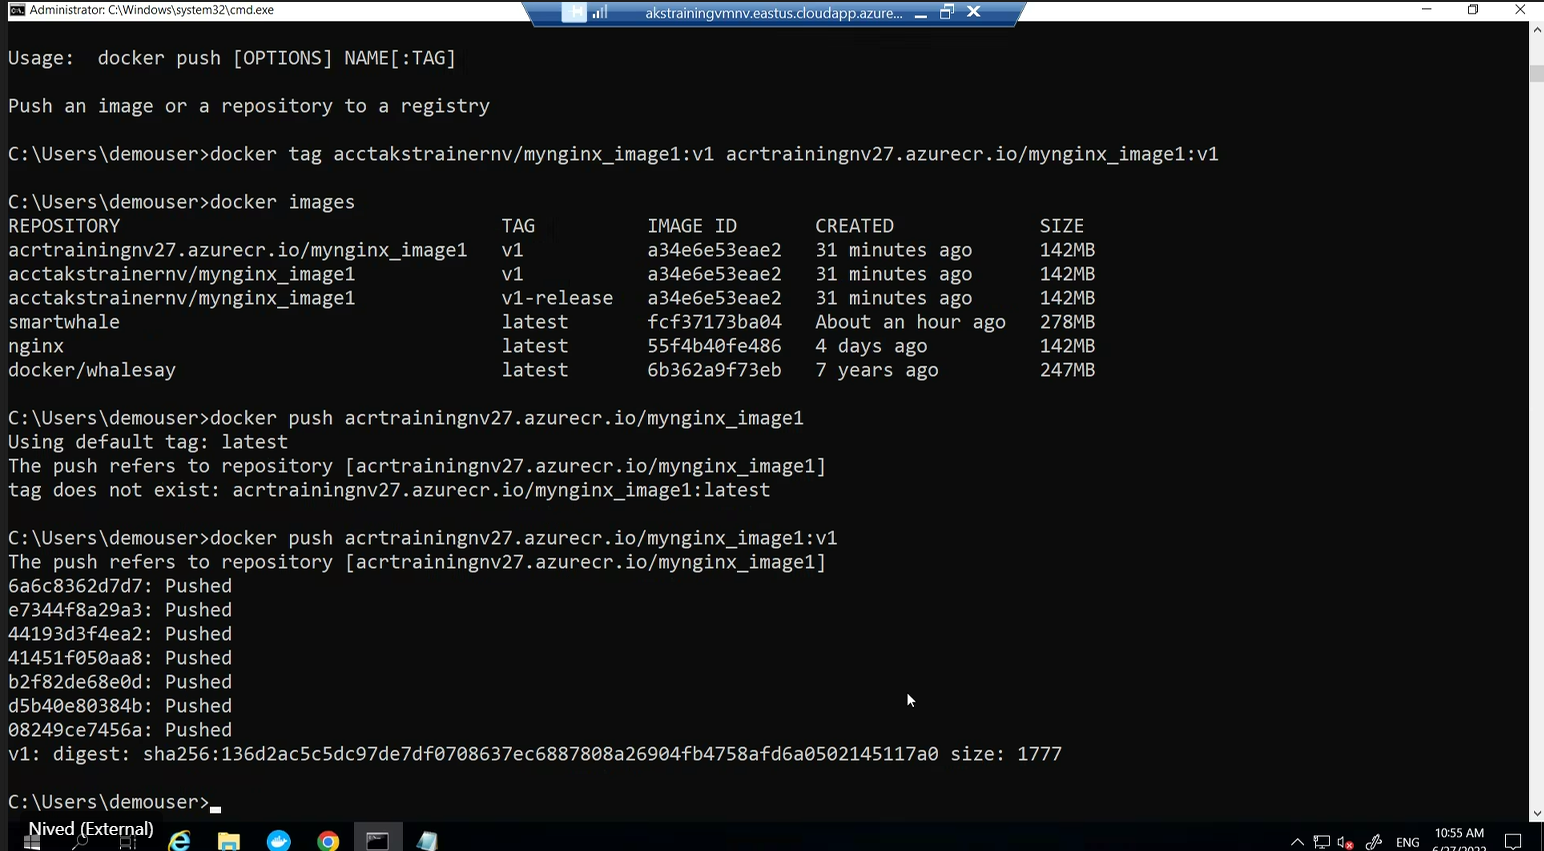 Administrator: C:\Windows\system32\cmd.exe
akstrainingvmnv.eastus.cloudapp.azure...
Usage:  docker push [OPTIONS] NAME[:TAG]
Push an image or a repository to a registry
C:\Users\demouser>docker tag acctakstrainernv/mynginx_image1:v1 acrtrainingnv27.azurecr.io/mynginx_image1:v1
C:\Users\demouser>docker images
REPOSITORY TAG IMAGE ID CREATED SIZE
acrtrainingnv27.azurecr.io/mynginx_image1 v1 a34e6e53eae2 31 minutes ago 142MB
acctakstrainernv/mynginx_image1 v1 a34e6e53eae2 31 minutes ago 142MB
acctakstrainernv/mynginx_image1 v1-release a34e6e53eae2 31 minutes ago 142MB
smartwhale latest fcf37173ba04 About an hour ago 278MB
nginx latest 55f4b40fe486 4 days ago 142MB
docker/whalesay latest 6b362a9f73eb 7 years ago 247MB
C:\Users\demouser>docker push acrtrainingnv27.azurecr.io/mynginx_image1
Using default tag: latest
The push refers to repository [acrtrainingnv27.azurecr.io/mynginx_image1]
tag does not exist: acrtrainingnv27.azurecr.io/mynginx_image1:latest
C:\Users\demouser>docker push acrtrainingnv27.azurecr.io/mynginx_image1:v1
The push refers to repository [acrtrainingnv27.azurecr.io/mynginx_image1]
6a6c8362d7d7: Pushed
e7344f8a29a3: Pushed
44193d3f4ea2: Pushed
41451f050aa8: Pushed
b2f82de68e0d: Pushed
d5b40e80384b: Pushed
08249ce7456a: Pushed
v1: digest: sha256:136d2ac5c5dc97de7df0708637ec6887808a26904fb4758afd6a0502145117a0 size: 1777
C:\Users\demouser>
Nived (External)
ENG
10:55 AM